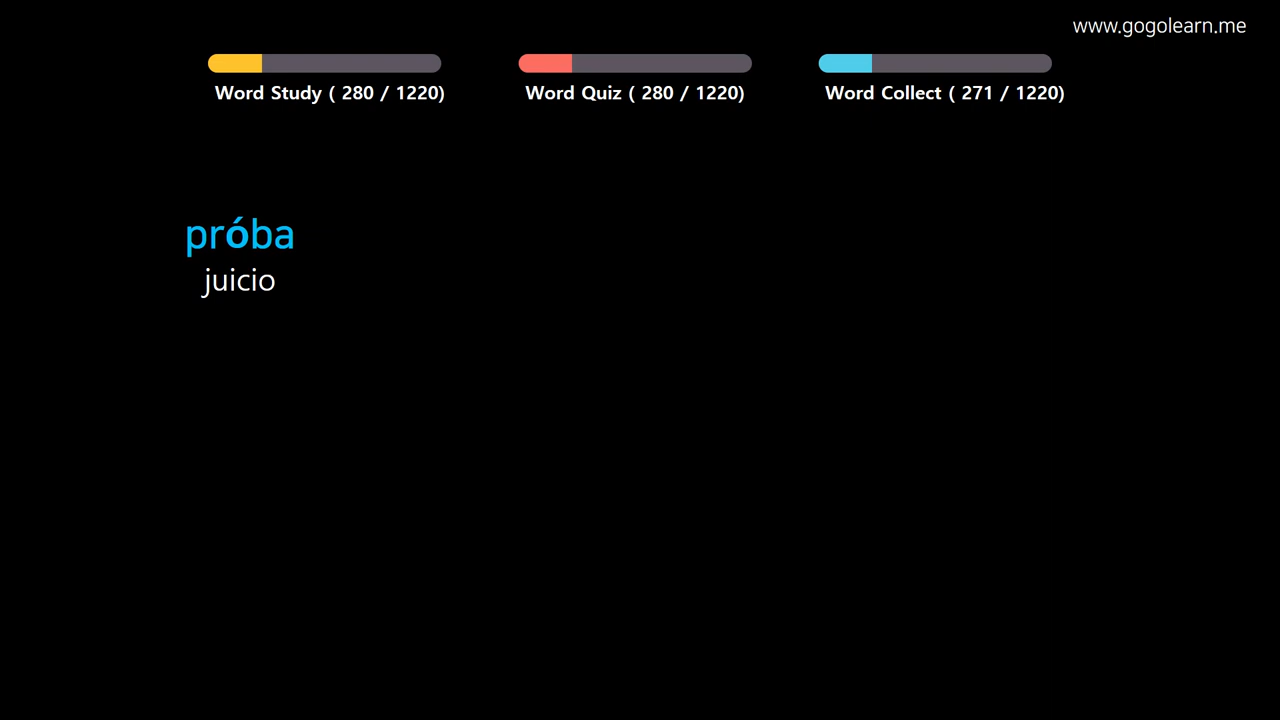 www.gogolearn.me
Word Study ( 280 / 1220)
Word Quiz ( 280 / 1220)
Word Collect ( 271 / 1220)
próba
juicio